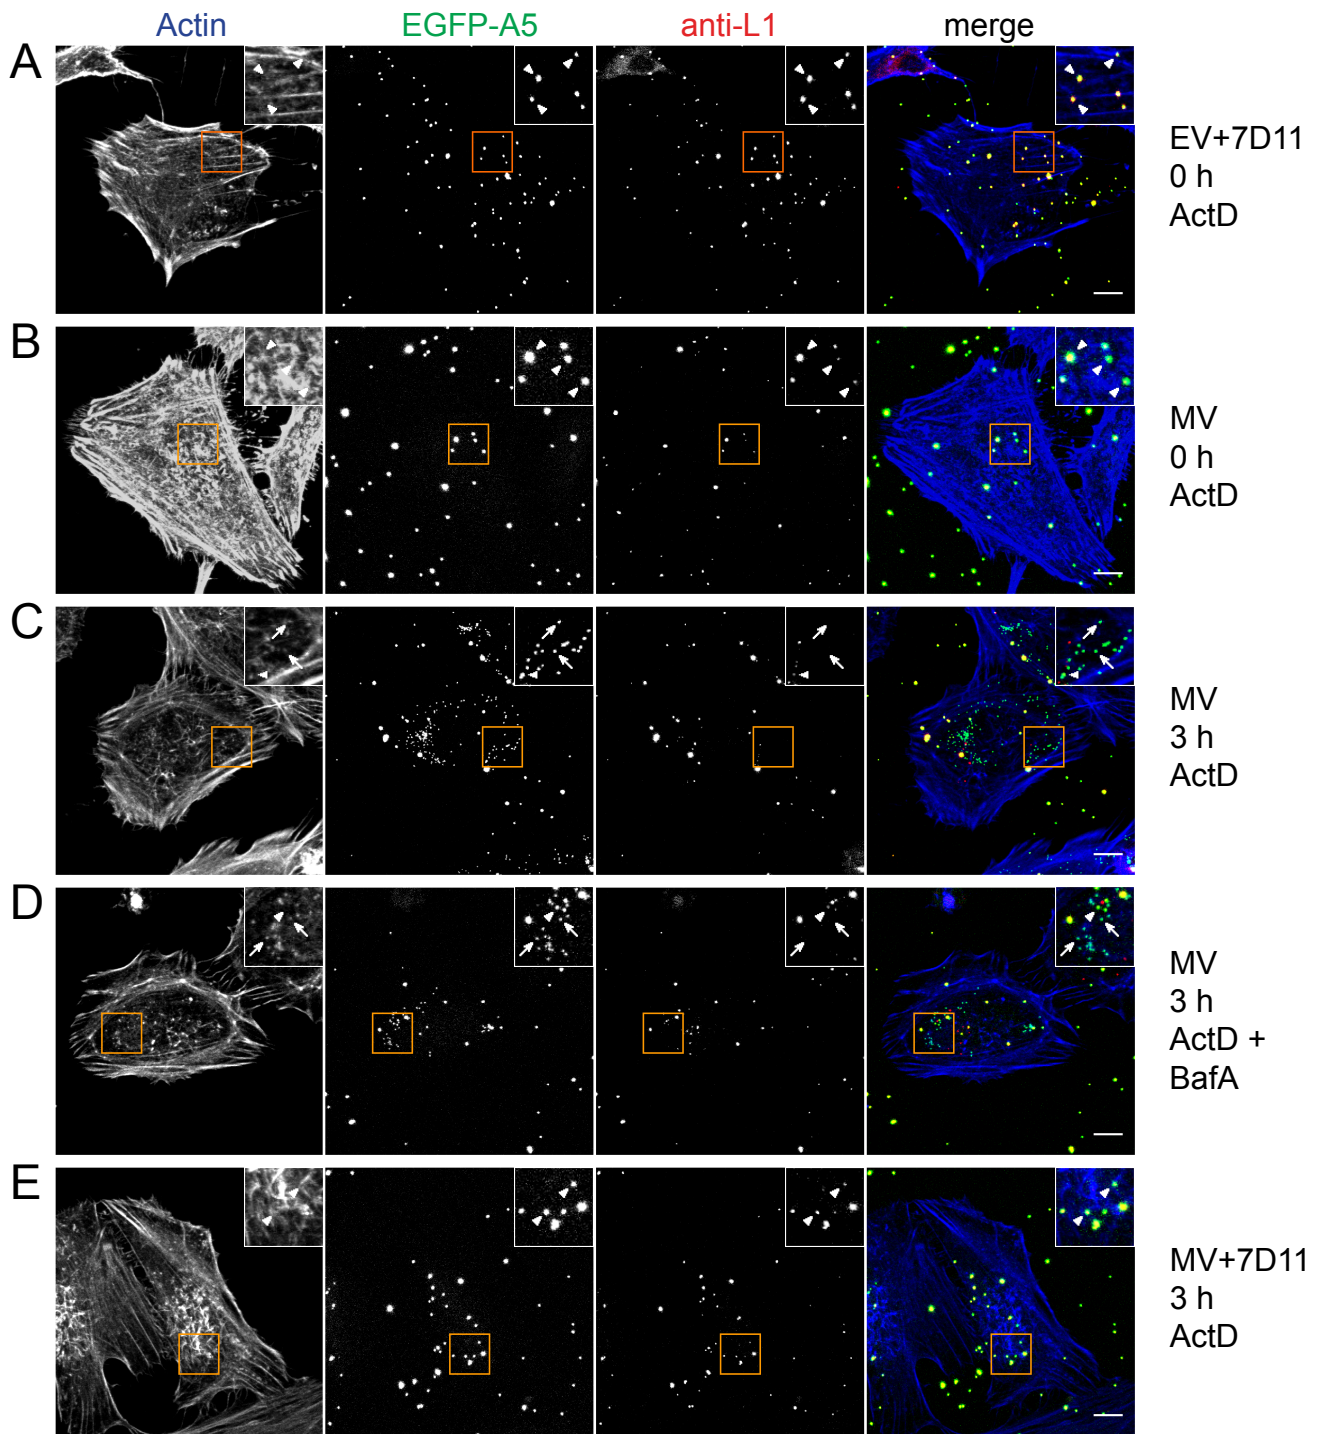 Actin EGFP-A5 anti-L1 merge
A
EV+7D11
0 h
ActD
B
MV
0 h
ActD
C
MV
3 h
ActD
D
MV
3 h
ActD +
BafA
E
MV+7D11
3 h
ActD